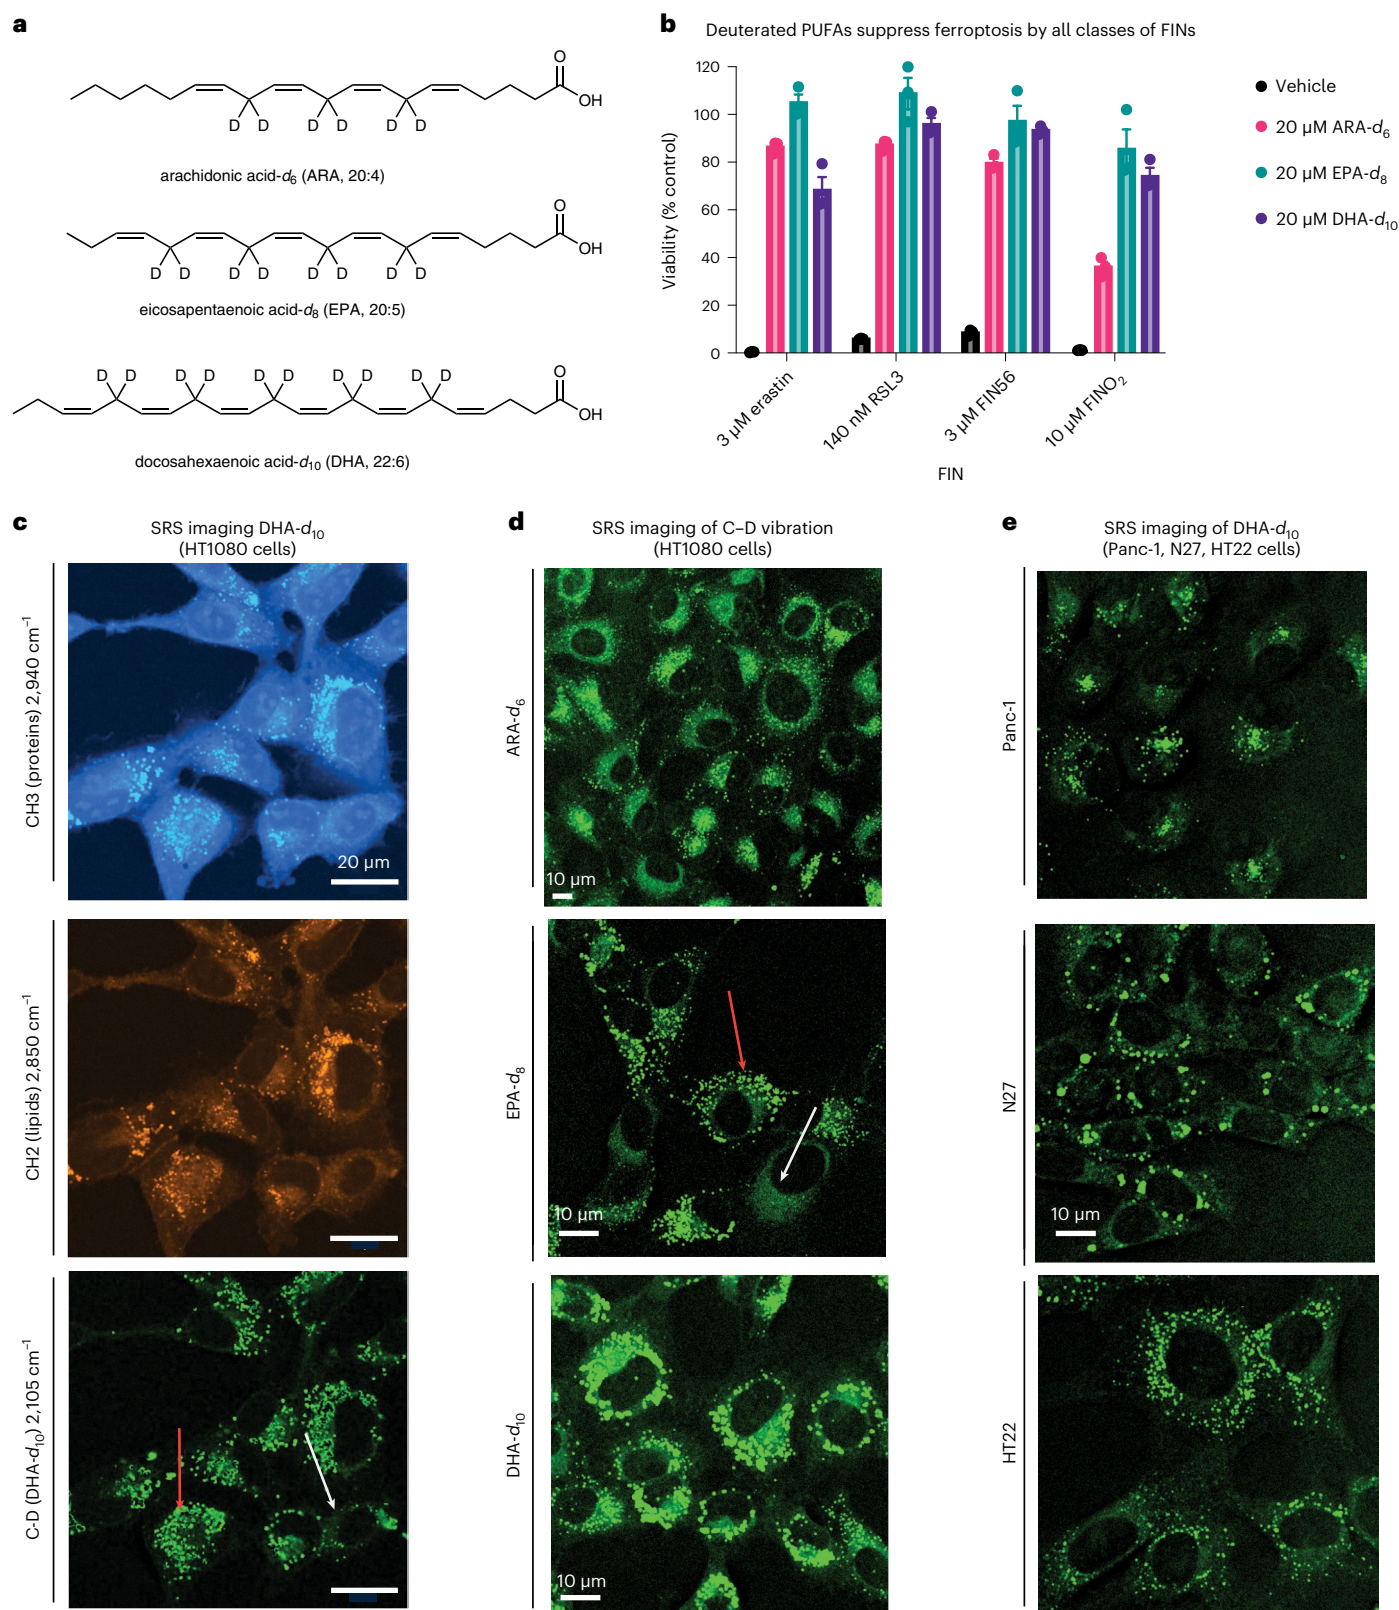 a
O
OH
D D D D D D
arachidonic acid-d6 (ARA, 20:4)
O
OH
D D D D D D D D
eicosapentaenoic acid-d8 (EPA, 20:5)
D D D D D D D D D D
O
OH
docosahexaenoic acid-d10 (DHA, 22:6)
b
Deuterated PUFAs suppress ferroptosis by all classes of FINs
Viability (% control)
120
100
80
60
40
20
0
3 µM erastin
140 nM RSL3
3 µM FIN56
10 µM FINO2
FIN
Vehicle
20 µM ARA-d6
20 µM EPA-d8
20 µM DHA-d10
c
SRS imaging DHA-d10
(HT1080 cells)
CH3 (proteins) 2,940 cm−1
20 µm
CH2 (lipids) 2,850 cm−1
C-D (DHA-d10) 2,105 cm−1
d
SRS imaging of C–D vibration
(HT1080 cells)
ARA-d6
10 µm
EPA-d8
10 µm
DHA-d10
10 µm
e
SRS imaging of DHA-d10
(Panc-1, N27, HT22 cells)
Panc-1
N27
10 µm
HT22